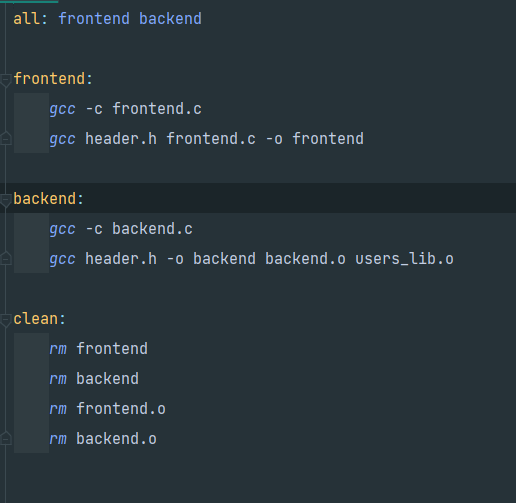 all: frontend backend
frontend:
gcc -c frontend.c
gcc header.h frontend.c -o frontend
backend:
gcc -c backend.c
gcc header.h -o backend backend.o users_lib.o
clean:
rm frontend
rm backend
rm frontend.o
rm backend.o